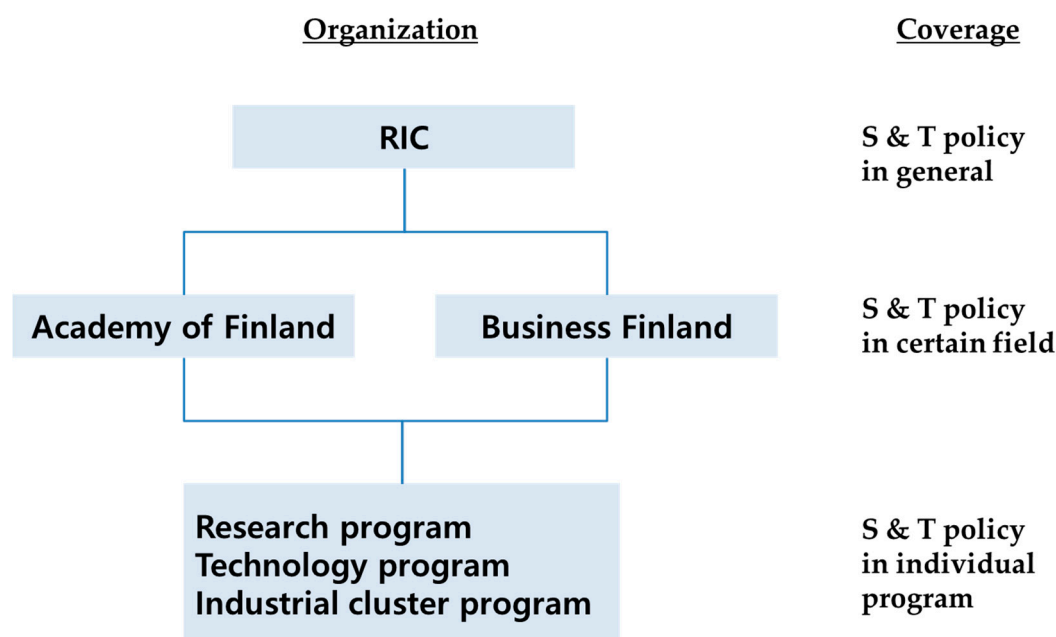 Organization
Coverage
RIC
S & T policy
in general
Academy of Finland
Business Finland
S & T policy
in certain field
Research program
Technology program
Industrial cluster program
S & T policy
in individual
program